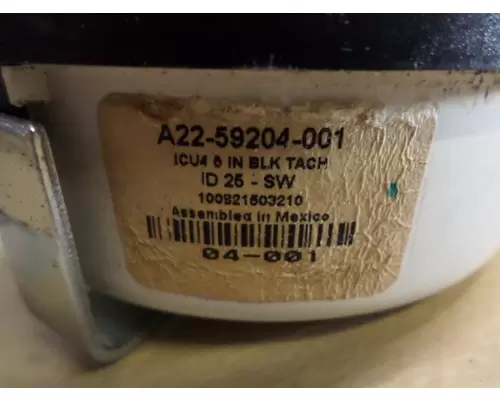 A22-59204-001
ICU4 5 IN BLK TACH
ID 25 - SW
100921503210
Assembled in Mexico
04-001